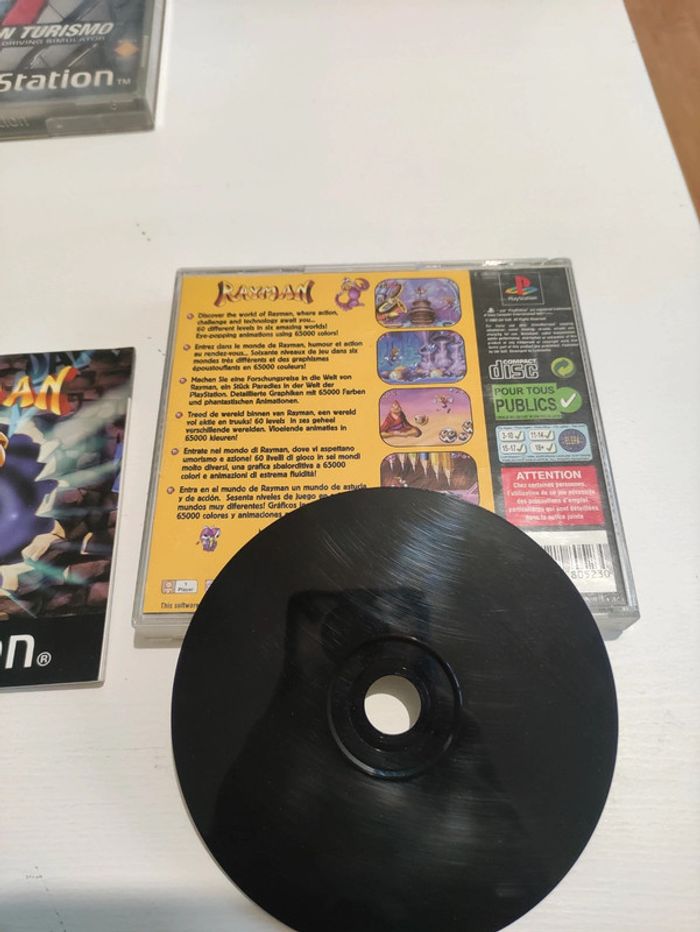 N TURISMO
DRIVING SIMULATOR
Station™
RAYMAN
Discover the world of Rayman, where action,
challenge and technology await you...
60 different levels in six amazing worlds!
Eye-popping animations using 65000 colors!
Entrez dans le monde de Rayman, humour et action
au rendez-vous... Soixante niveaux de jeu dans six
mondes très différents et des graphismes
époustouflants en 65000 couleurs!
Machen Sie eine Forschungsreise in die Welt von
Rayman, ein Stück Paradies in der Welt der
PlayStation. Detaillierte Graphiken mit 65000 Farben
und phantastischen Animationen.
Treed de wereld binnen van Rayman, een wereld
vol aktie en truuks! 60 levels in zes geheel
verschillende werelden. Vloeiende animaties in
65000 kleuren!
Entrate nel mondo di Rayman, dove vi aspettano
umorismo e azione! 60 livelli di gioco in sei mondi
molto diversi, una grafica sbalorditiva a 65000
colori e animazioni di estrema fluidità!
Entra en el mundo de Rayman un mundo de astucia
y de acción. Sesenta niveles de juego en
mundos muy diferentes! Gráficos
65000 colores y animaciones
1
Player
This software
PlayStation
COMPACT
disc
POUR TOUS
PUBLICS
3-10
11-14
15-17
18+
ELSPA
ATTENTION
Chez certaines personnes,
l'utilisation de ce jeu nécessite
des précautions d'emploi
particulières qui sont détaillées
dans la notice jointe
805230
AN
on®